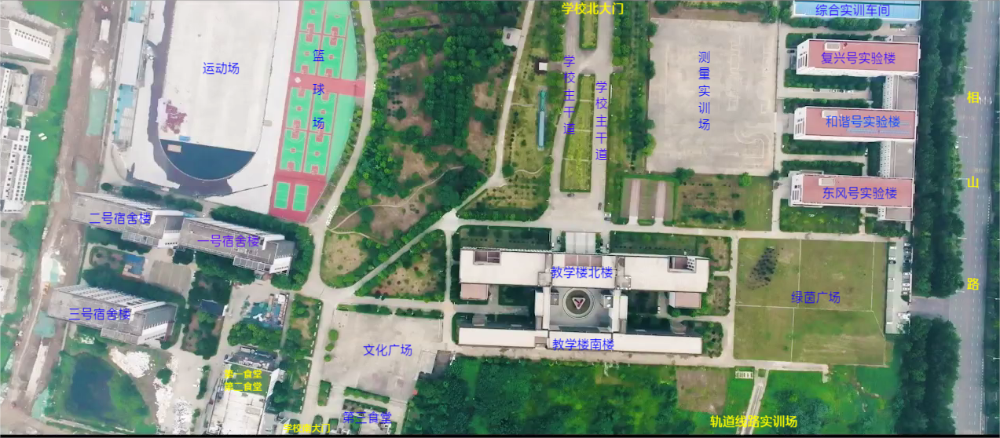 学校北大门
综合实训车间
运动场
篮球场
学校主干道
学校主干道
测量实训场
复兴号实验楼
和谐号实验楼
东风号实验楼
相山路
二号宿舍楼
一号宿舍楼
三号宿舍楼
教学楼北楼
绿茵广场
教学楼南楼
文化广场
第一食堂
第二食堂
第三食堂
学校南大门
轨道线路实训场